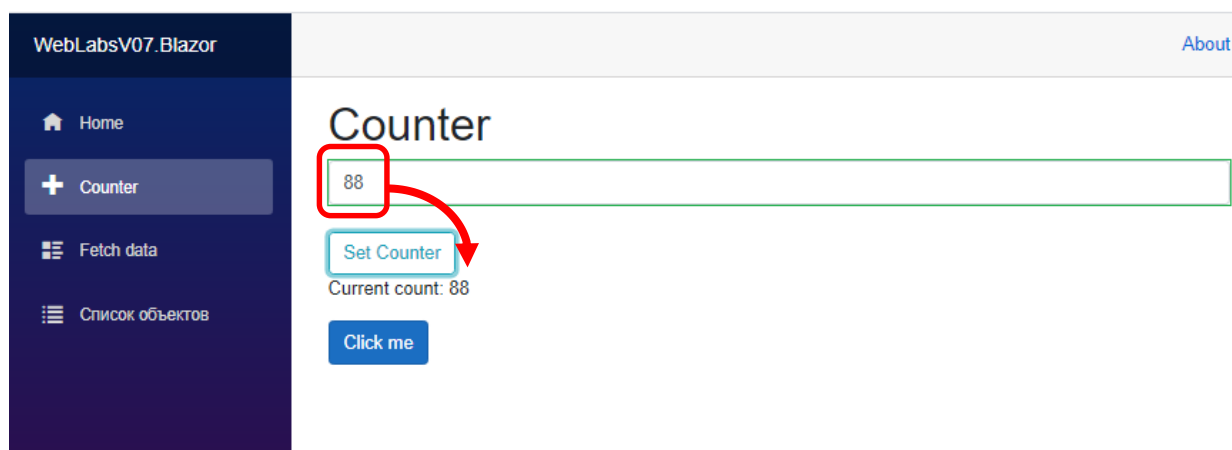 WebLabsV07.Blazor
About
Home
Counter
Fetch data
Список объектов
Counter
88
Set Counter
Current count: 88
Click me